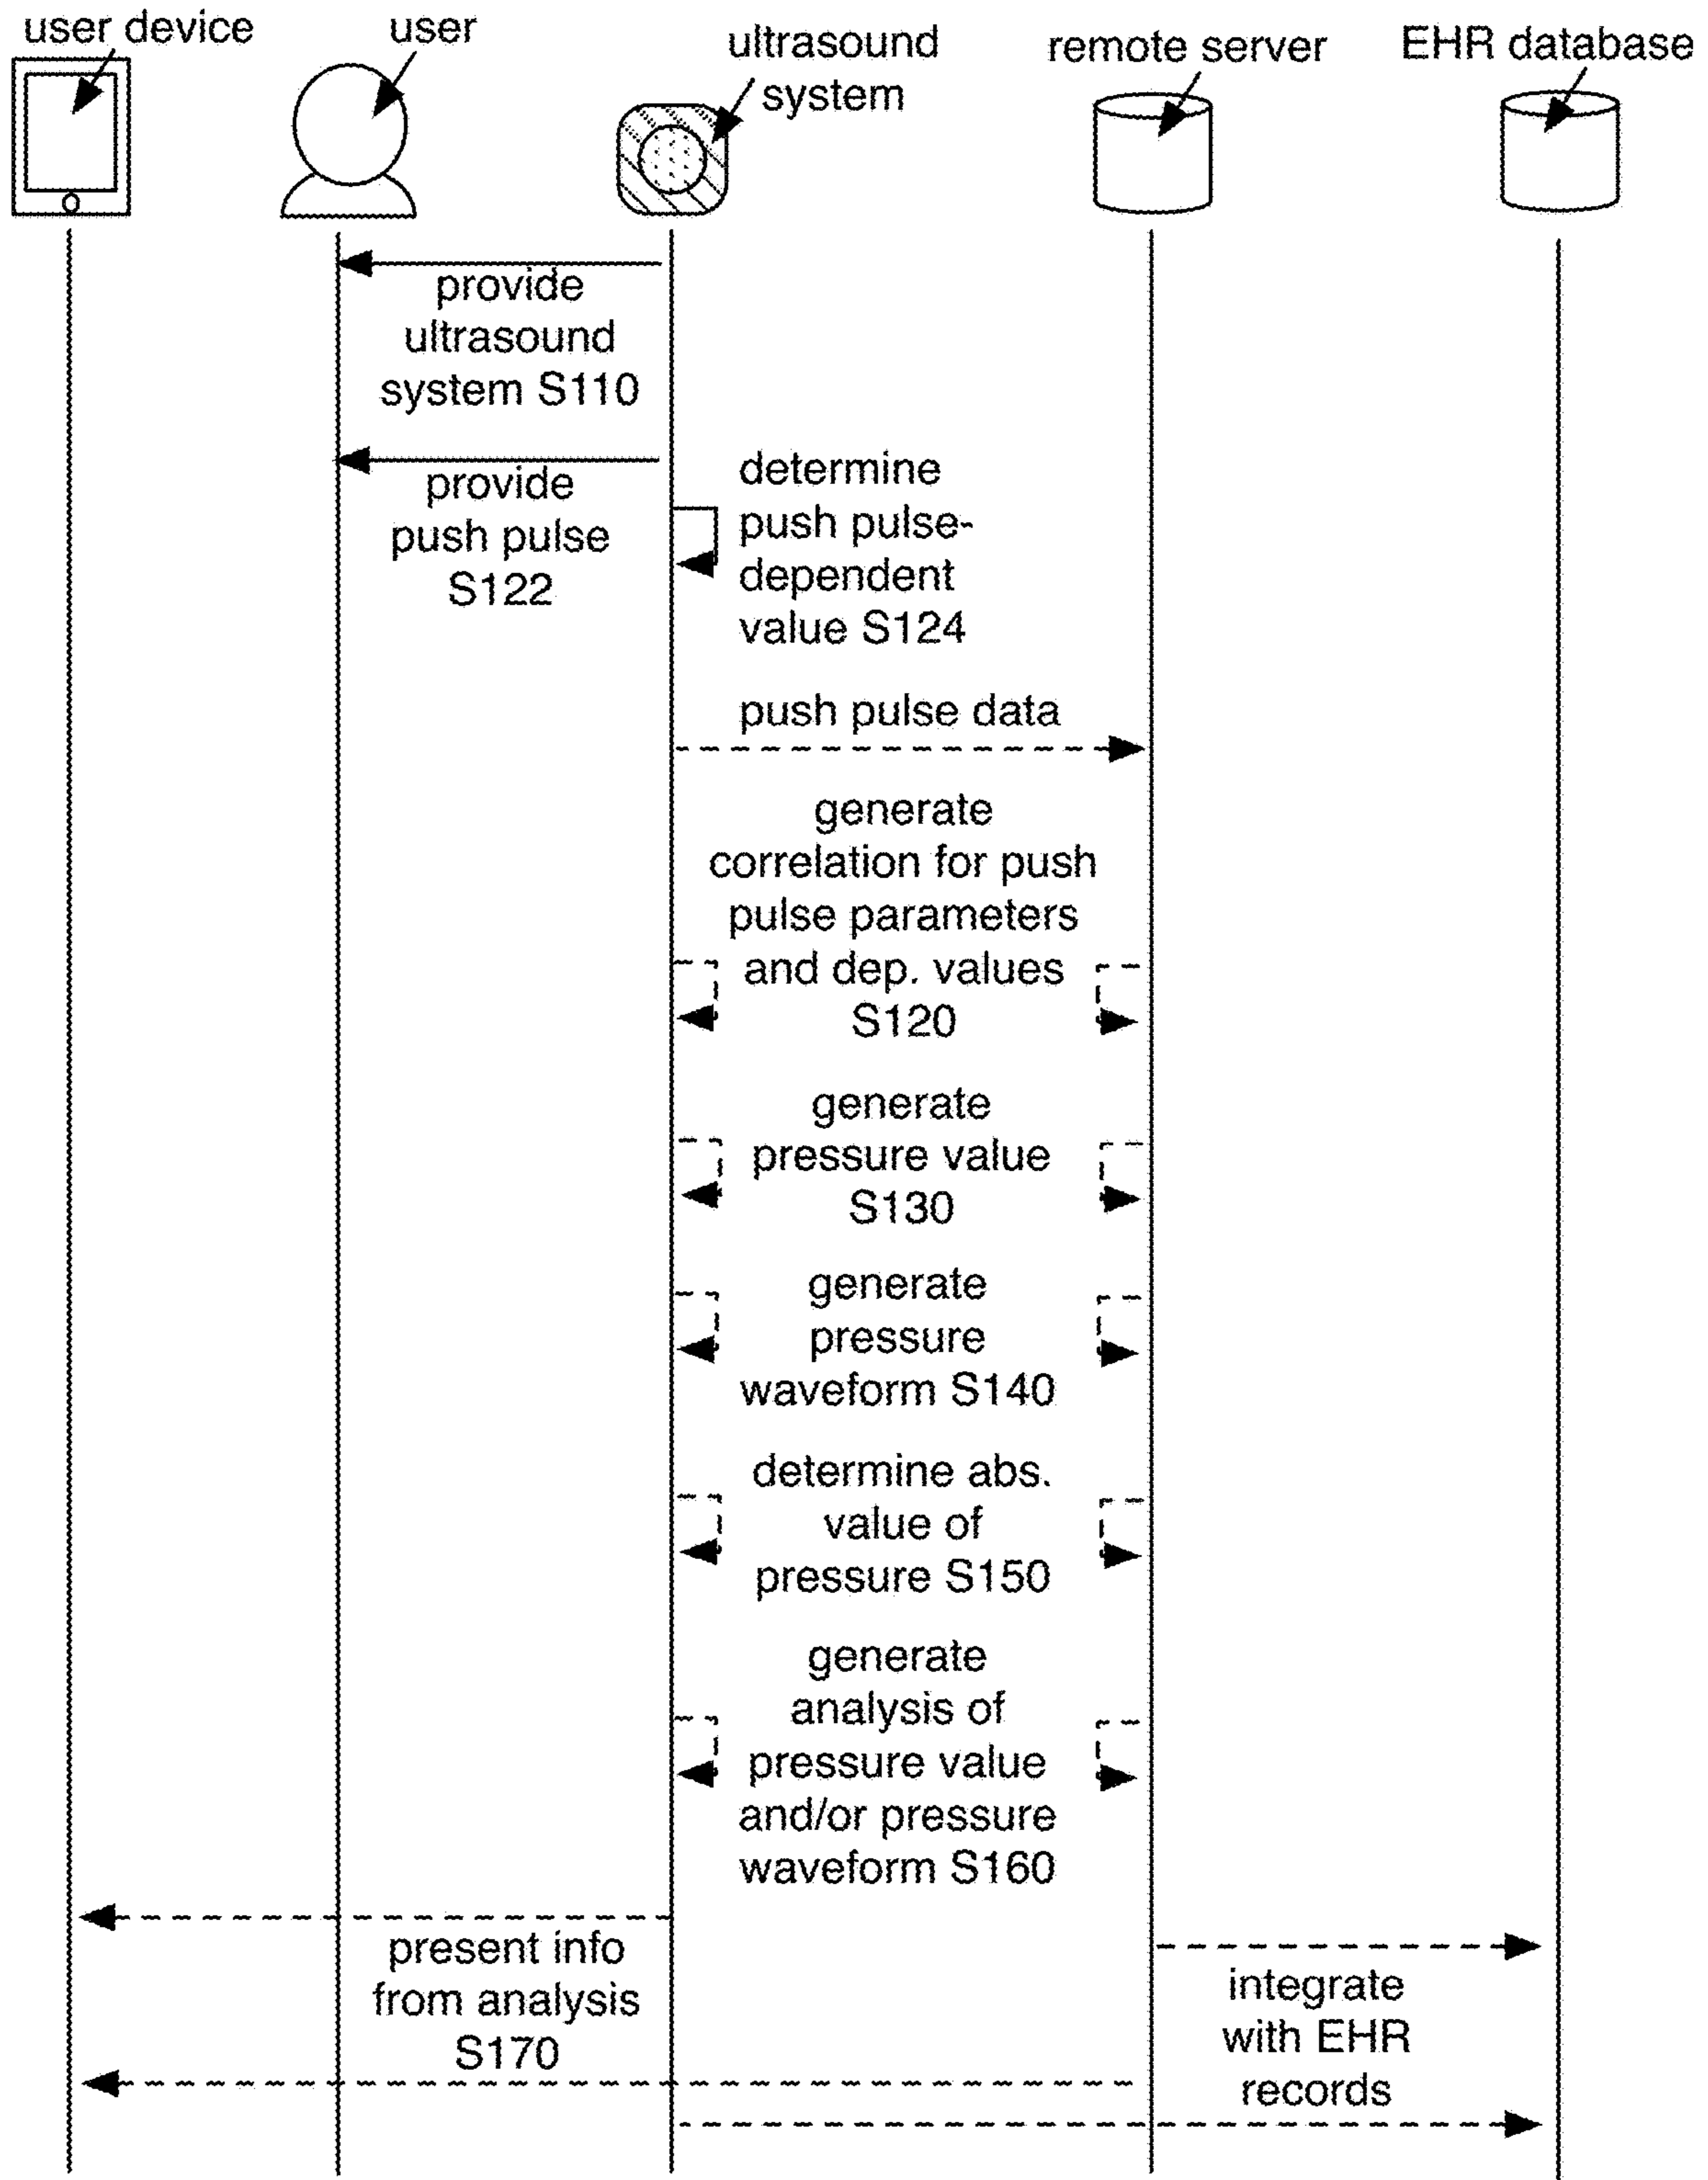 user device
user
ultrasound
system
remote server
EHR database
provide
ultrasound
system S110
provide
push pulse
S122
determine
push pulse-
dependent
value S124
push pulse data
generate
correlation for push
pulse parameters
and dep. values
S120
generate
pressure value
S130
generate
pressure
waveform S140
determine abs.
value of
pressure S150
generate
analysis of
pressure value
and/or pressure
waveform S160
present info
from analysis
S170
integrate
with EHR
records